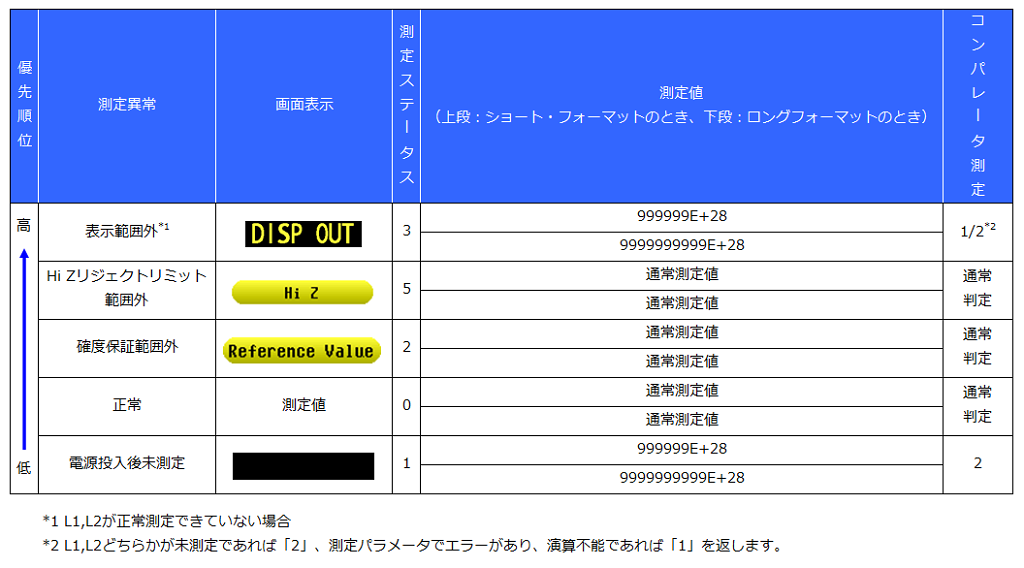 優先順位
測定異常
画面表示
測定ステータス
測定値
（上段：ショート・フォーマットのとき、下段：ロングフォーマットのとき）
コンパレータ測定
高
表示範囲外*1
DISP OUT
3
999999E+28
9999999999E+28
1/2*2
Hi Zリジェクトリミット
範囲外
Hi Z
5
通常測定値
通常測定値
通常
判定
確度保証範囲外
Reference Value
2
通常測定値
通常測定値
通常
判定
正常
測定値
0
通常測定値
通常測定値
通常
判定
低
電源投入後未測定
1
999999E+28
9999999999E+28
2
*1 L1,L2が正常測定できていない場合
*2 L1,L2どちらかが未測定であれば「2」、測定パラメータでエラーがあり、演算不能であれば「1」を返します。